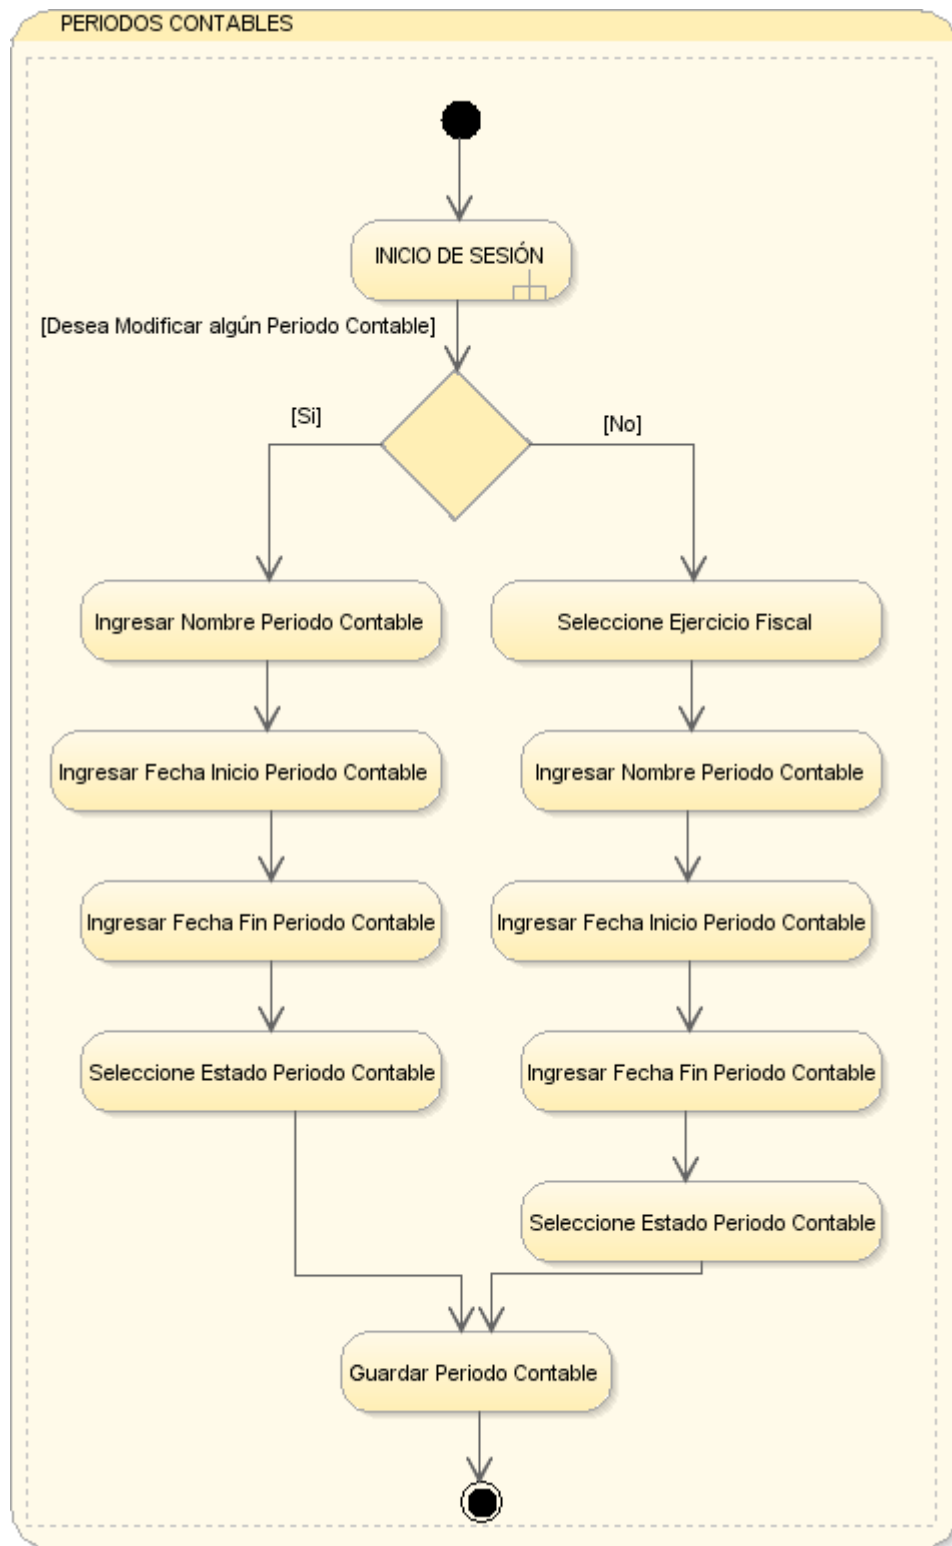 PERIODOS CONTABLES
INICIO DE SESIÓN
[Desea Modificar algún Periodo Contable]
[Si]
[No]
Ingresar Nombre Periodo Contable
Seleccione Ejercicio Fiscal
Ingresar Fecha Inicio Periodo Contable
Ingresar Nombre Periodo Contable
Ingresar Fecha Fin Periodo Contable
Ingresar Fecha Inicio Periodo Contable
Seleccione Estado Periodo Contable
Ingresar Fecha Fin Periodo Contable
Seleccione Estado Periodo Contable
Guardar Periodo Contable